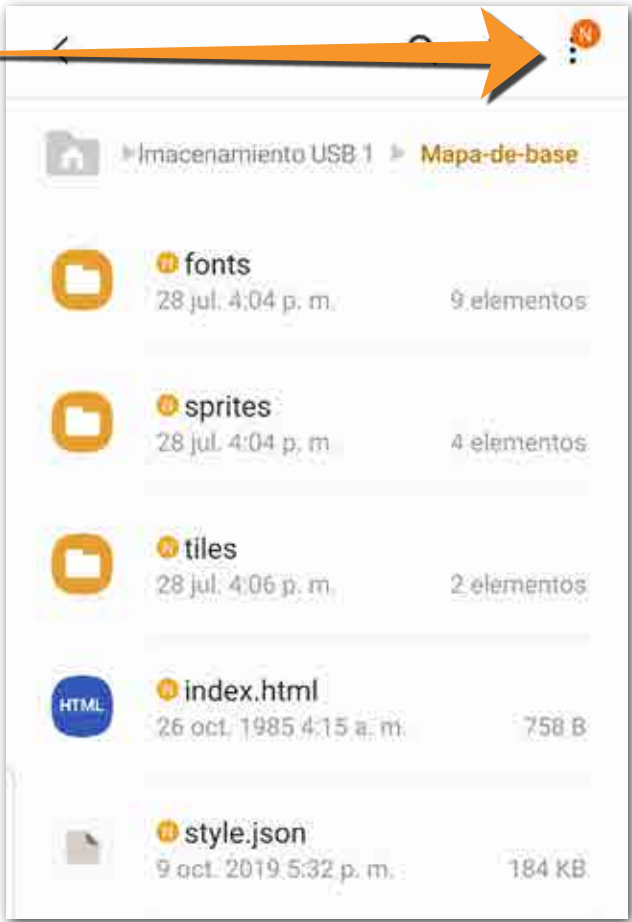 N
lmacenamiento USB 1 Mapa-de-base
N fonts
28 jul. 4:04 p. m. 9 elementos
N sprites
28 jul. 4:04 p. m. 4 elementos
N tiles
28 jul. 4:06 p. m. 2 elementos
HTML N index.html
26 oct. 1985 4:15 a. m. 758 B
N style.json
9 oct. 2019 5:32 p. m. 184 KB